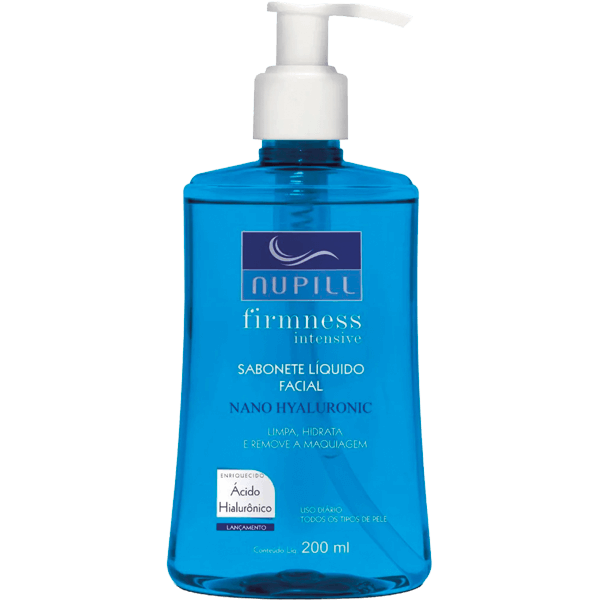 NUPILL
firmness
intensive
SABONETE LÍQUIDO
FACIAL
NANO HYALURONIC
LIMPA, HIDRATA
E REMOVE A MAQUIAGEM
ENRIQUECIDO
Ácido
Hialurônico
LANÇAMENTO
USO DIÁRIO
TODOS OS TIPOS DE PELE
Conteúdo Líq. 200 ml